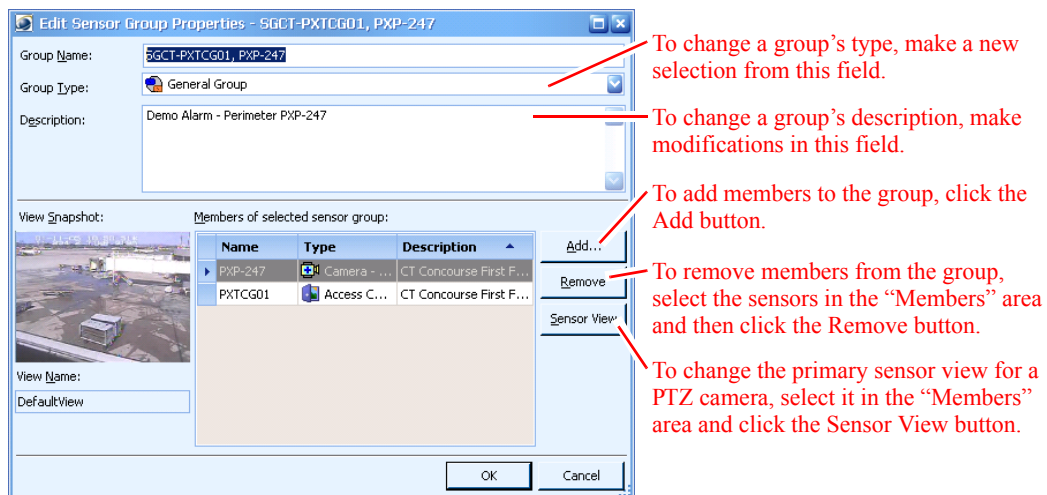 Edit Sensor Group Properties - SGCT-PXTCG01, PXP-247
Group Name:
SGCT-PXTCG01, PXP-247
Group Type:
General Group
Description:
Demo Alarm - Perimeter PXP-247
To change a group’s type, make a new
selection from this field.
To change a group’s description, make
modifications in this field.
View Snapshot:
Members of selected sensor group:
Name Type Description
PXP-247 Camera - ... CT Concourse First F...
PXTCG01 Access C... CT Concourse First F...
Add...
Remove
Sensor View
To add members to the group, click the
Add button.
To remove members from the group,
select the sensors in the “Members” area
and then click the Remove button.
To change the primary sensor view for a
PTZ camera, select it in the “Members”
area and click the Sensor View button.
View Name:
DefaultView
OK
Cancel